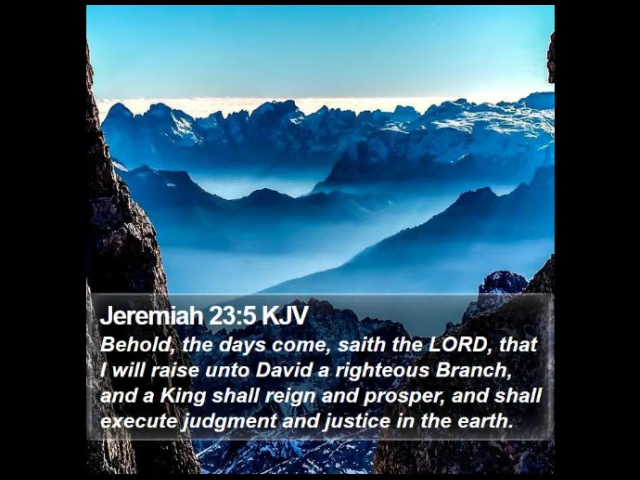 Jeremiah 23:5 KJV
Behold, the days come, saith the LORD, that
I will raise unto David a righteous Branch,
and a King shall reign and prosper, and shall
execute judgment and justice in the earth.